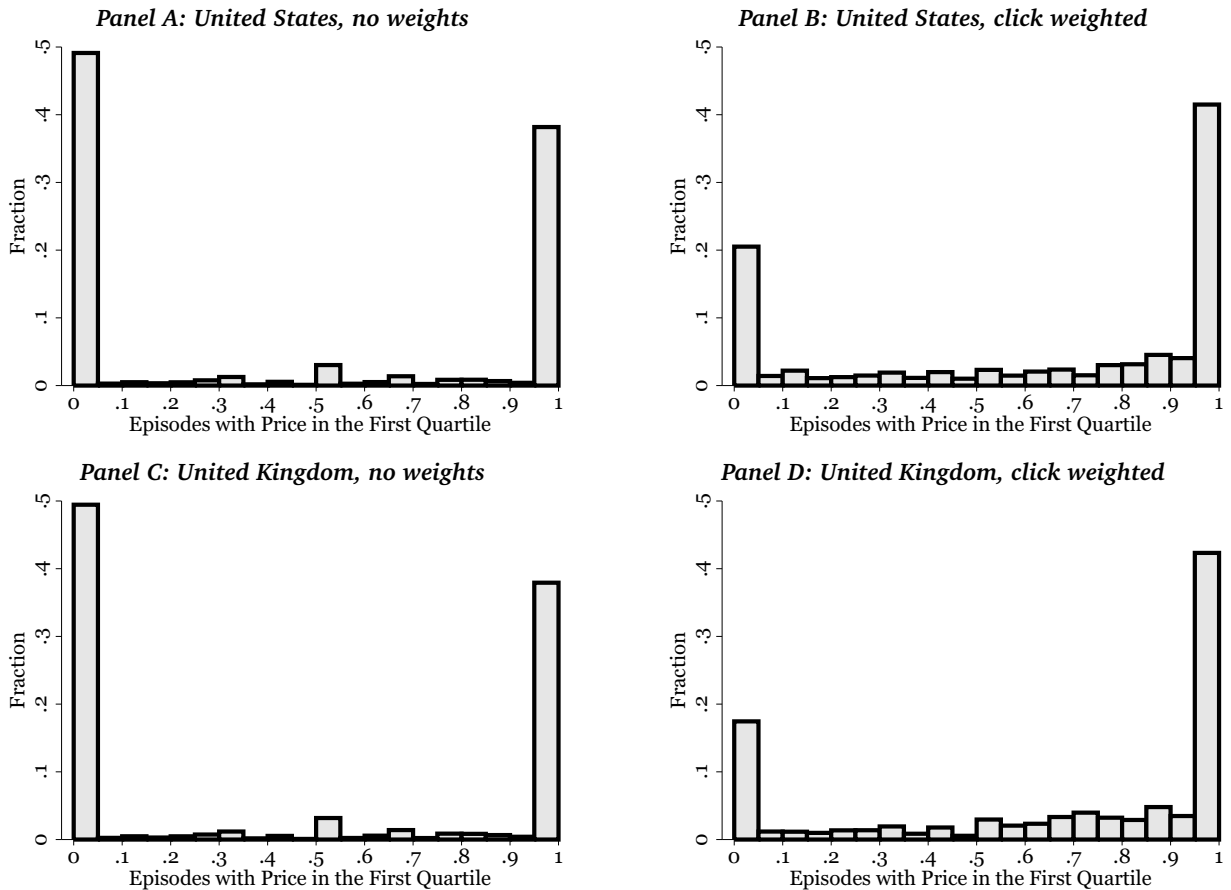 Panel A: United States, no weights
Fraction
0 .1 .2 .3 .4 .5
0 .1 .2 .3 .4 .5 .6 .7 .8 .9 1
Episodes with Price in the First Quartile
Panel B: United States, click weighted
Fraction
0 .1 .2 .3 .4 .5
0 .1 .2 .3 .4 .5 .6 .7 .8 .9 1
Episodes with Price in the First Quartile
Panel C: United Kingdom, no weights
Fraction
0 .1 .2 .3 .4 .5
0 .1 .2 .3 .4 .5 .6 .7 .8 .9 1
Episodes with Price in the First Quartile
Panel D: United Kingdom, click weighted
Fraction
0 .1 .2 .3 .4 .5
0 .1 .2 .3 .4 .5 .6 .7 .8 .9 1
Episodes with Price in the First Quartile